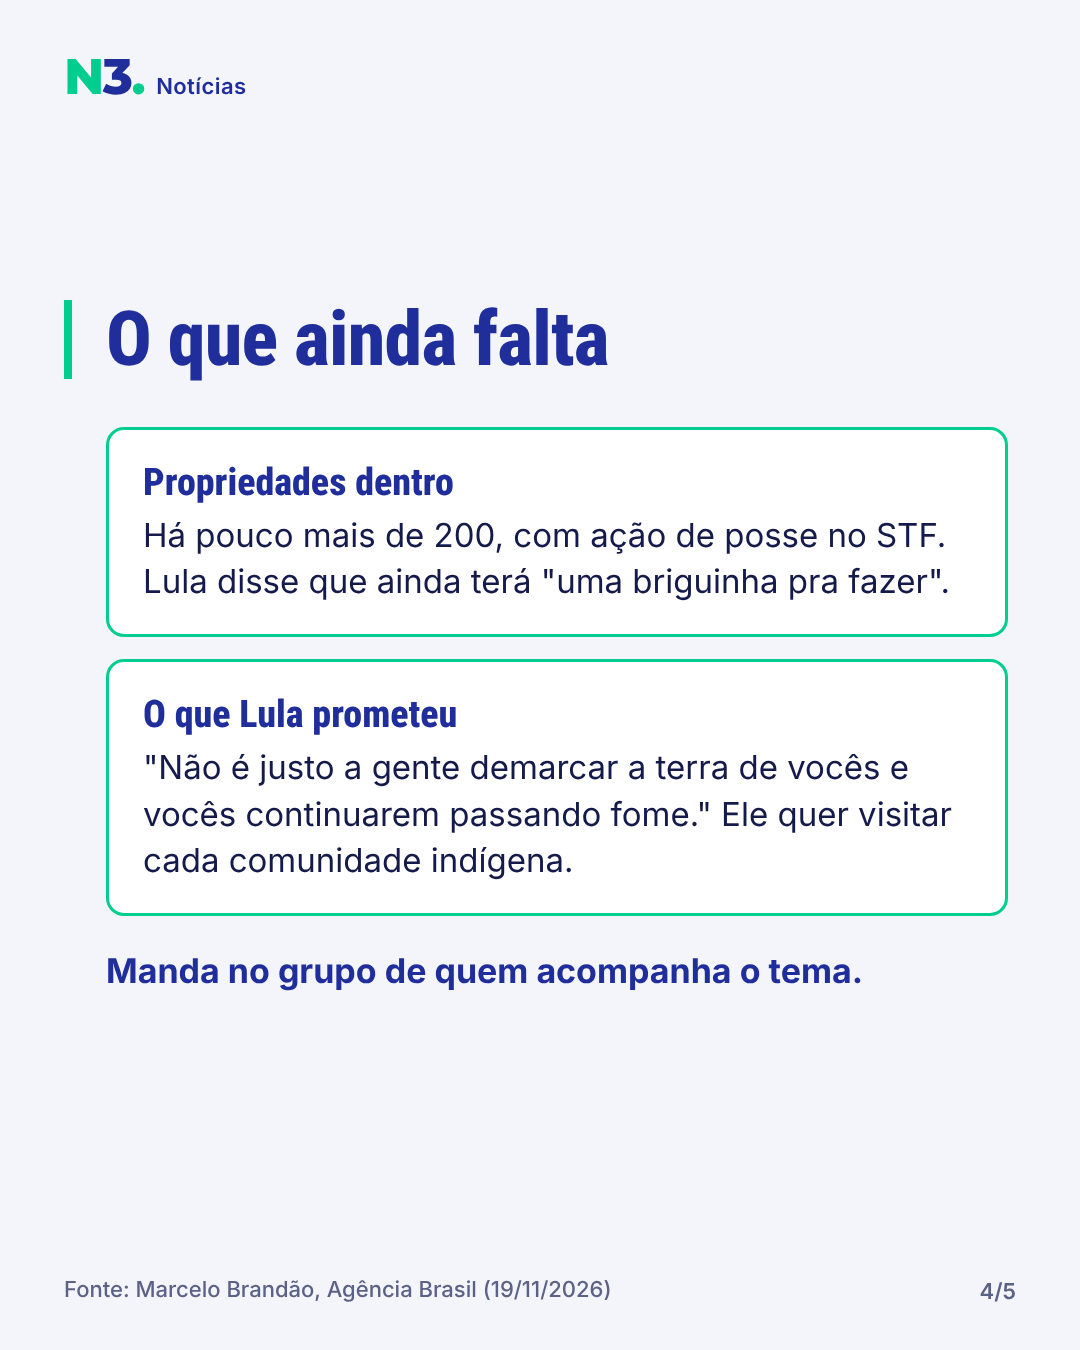 N3. Notícias
O que ainda falta
Propriedades dentro
Há pouco mais de 200, com ação de posse no STF.
Lula disse que ainda terá "uma briguinha pra fazer".
O que Lula prometeu
"Não é justo a gente demarcar a terra de vocês e
vocês continuarem passando fome." Ele quer visitar
cada comunidade indígena.
Manda no grupo de quem acompanha o tema.
Fonte: Marcelo Brandão, Agência Brasil (19/11/2026)
4/5